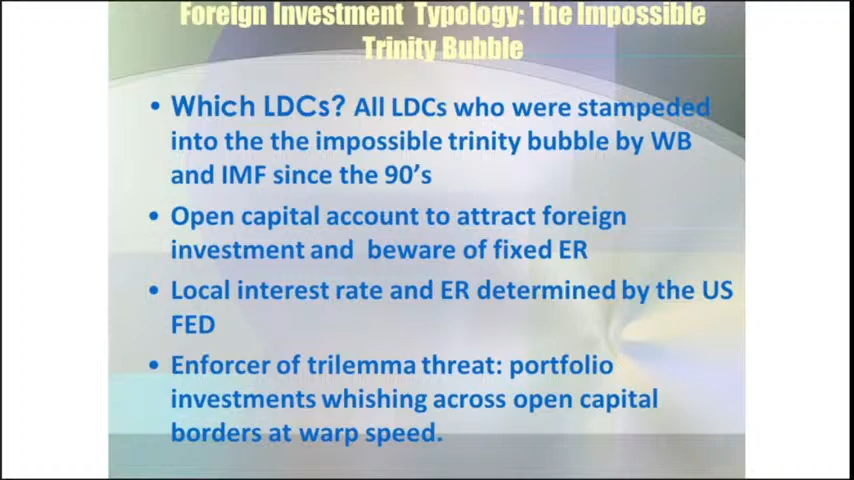 Foreign Investment Typology: The Impossible
Trinity Bubble
• Which LDCs? All LDCs who were stampeded
into the the impossible trinity bubble by WB
and IMF since the 90's
• Open capital account to attract foreign
investment and beware of fixed ER
• Local interest rate and ER determined by the US
FED
• Enforcer of trilemma threat: portfolio
investments whishing across open capital
borders at warp speed.